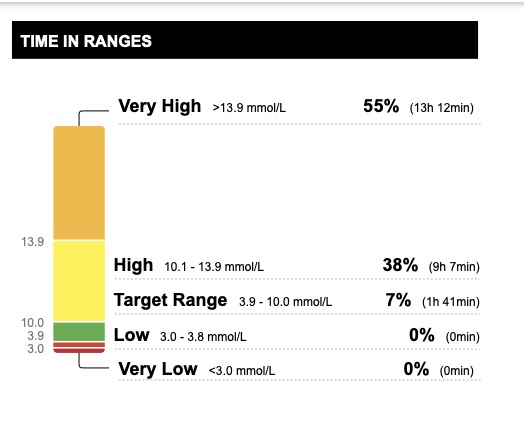 TIME IN RANGES
Very High >13.9 mmol/L 55% (13h 12min)
13.9
High 10.1 - 13.9 mmol/L 38% (9h 7min)
Target Range 3.9 - 10.0 mmol/L 7% (1h 41min)
10.0
Low 3.0 - 3.8 mmol/L 0% (0min)
3.9
3.0
Very Low <3.0 mmol/L 0% (0min)